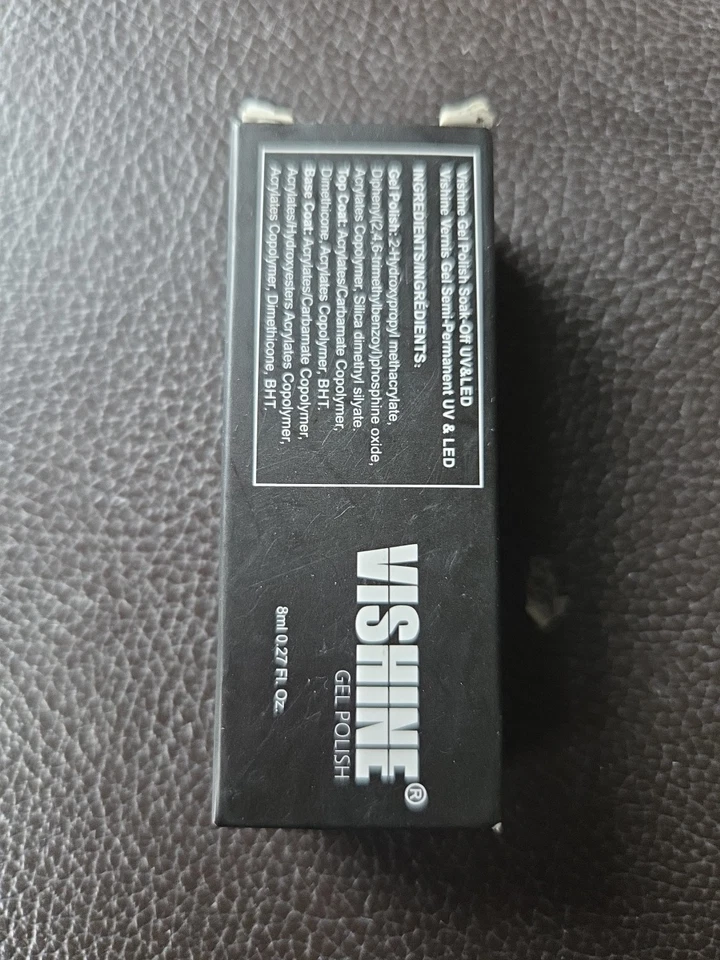 Vishine Gel Polish Soak-Off UV&LED
Vishine Vernis Gel Semi-Permanent UV & LED
INGREDIENTS/INGRÉDIENTS:
Gel Polish: 2-Hydroxypropyl methacrylate,
Diphenyl(2,4,6-trimethylbenzoyl)phosphine oxide,
Acrylates Copolymer, Silica dimethyl silyate.
Top Coat: Acrylates/Carbamate Copolymer,
Dimethicone, Acrylates Copolymer, BHT.
Base Coat: Acrylates/Carbamate Copolymer,
Acrylates/Hydroxyesters Acrylates Copolymer,
Acrylates Copolymer, Dimethicone, BHT.
VISHINE®
GEL POLISH
8ml 0.27 Fl. Oz.